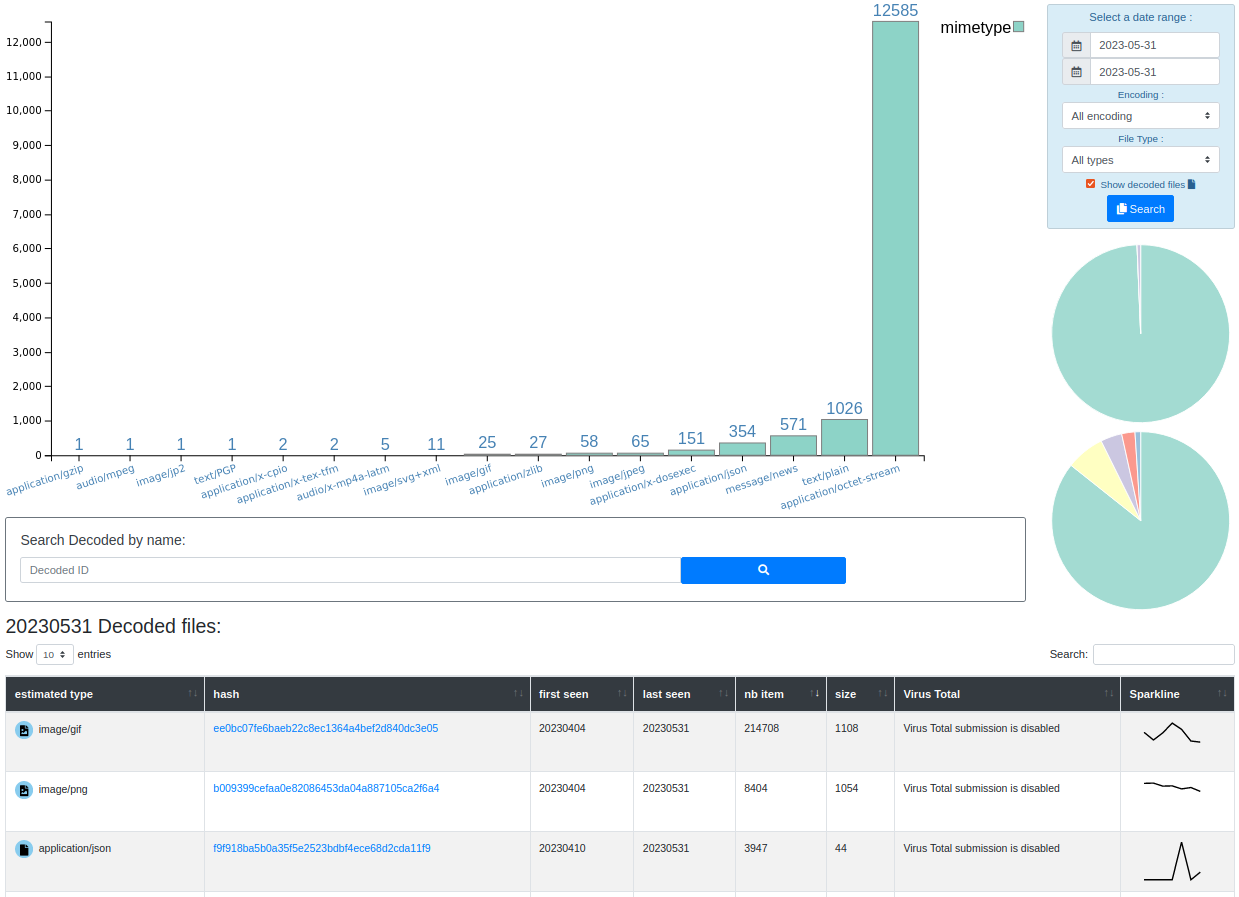 12585
mimetype
12,000
11,000
10,000
9,000
8,000
7,000
6,000
5,000
4,000
3,000
2,000
1,000
0
1 1 1 1 2 2 5 11 25 27 58 65 151 354 571 1026
application/gzip
audio/mpeg
image/jp2
text/PGP
application/x-cpio
application/x-tex-tfm
audio/x-mp4a-latm
image/svg+xml
image/gif
application/zlib
image/png
image/jpeg
application/x-dosexec
application/json
message/news
text/plain
application/octet-stream
Select a date range :
2023-05-31
2023-05-31
Encoding :
All encoding
File Type :
All types
Show decoded files
Search
Search Decoded by name:
Decoded ID
20230531 Decoded files:
Show 10 entries
Search:
estimated type hash first seen last seen nb item size Virus Total Sparkline
image/gif ee0bc07fe6baeb22c8ec1364a4bef2d840dc3e05 20230404 20230531 214708 1108 Virus Total submission is disabled
image/png b009399cefaa0e82086453da04a887105ca2f6a4 20230404 20230531 8404 1054 Virus Total submission is disabled
application/json f9f918ba5b0a35f5e2523bdbf4ece68d2cda11f9 20230410 20230531 3947 44 Virus Total submission is disabled